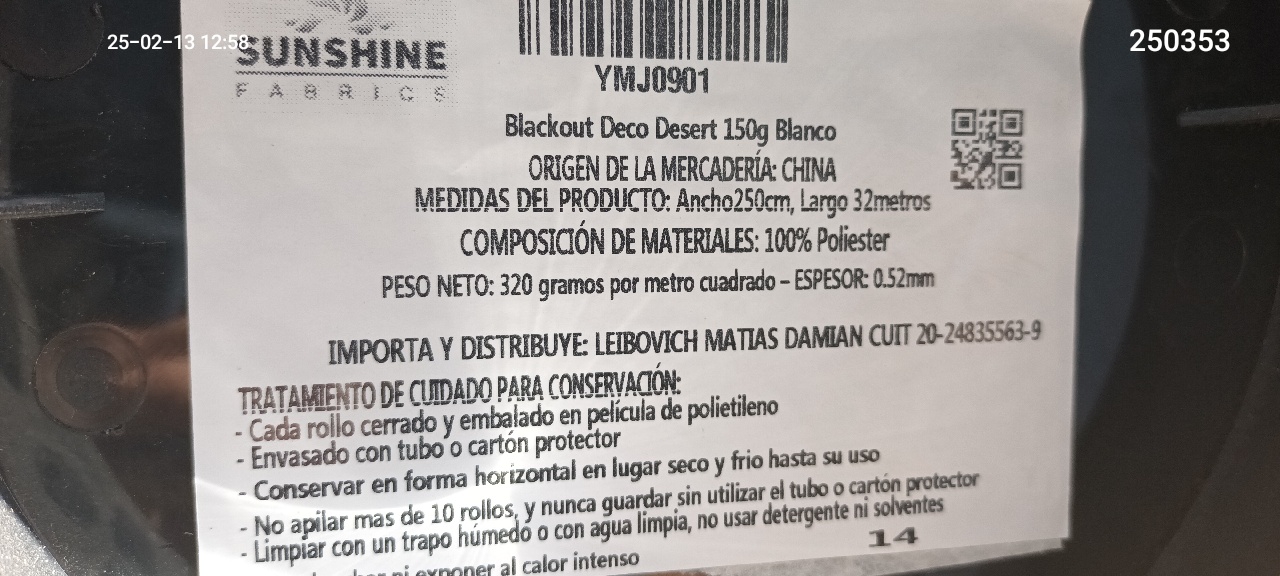 25-02-13 12:58
250353
SUNSHINE
FABRICS
YMJ0901
Blackout Deco Desert 150g Blanco
ORIGEN DE LA MERCADERÍA: CHINA
MEDIDAS DEL PRODUCTO: Ancho250cm, Largo 32metros
COMPOSICIÓN DE MATERIALES: 100% Poliester
PESO NETO: 320 gramos por metro cuadrado – ESPESOR: 0.52mm
IMPORTA Y DISTRIBUYE: LEIBOVICH MATIAS DAMIAN CUIT 20-24835563-9
TRATAMIENTO DE CUIDADO PARA CONSERVACIÓN:
- Cada rollo cerrado y embalado en película de polietileno
- Envasado con tubo o cartón protector
- Conservar en forma horizontal en lugar seco y frio hasta su uso
- No apilar mas de 10 rollos, y nunca guardar sin utilizar el tubo o cartón protector
- Limpiar con un trapo húmedo o con agua limpia, no usar detergente ni solventes
ni exponer al calor intenso
14